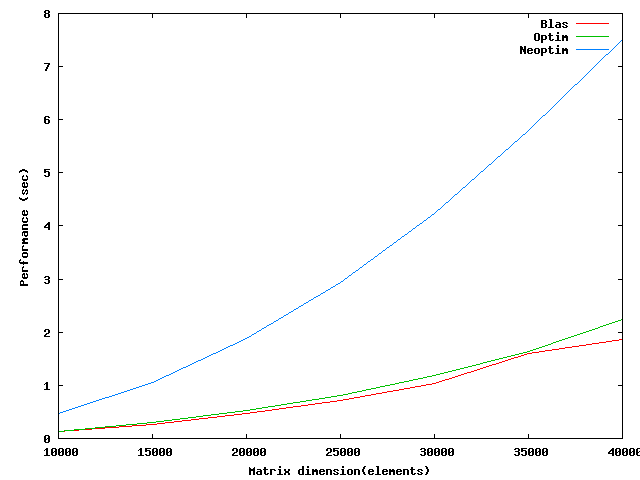 8
7
6
5
4
3
2
1
0
Performance (sec)
Blas
Optim
Neoptim
10000 15000 20000 25000 30000 35000 40000
Matrix dimension(elements)